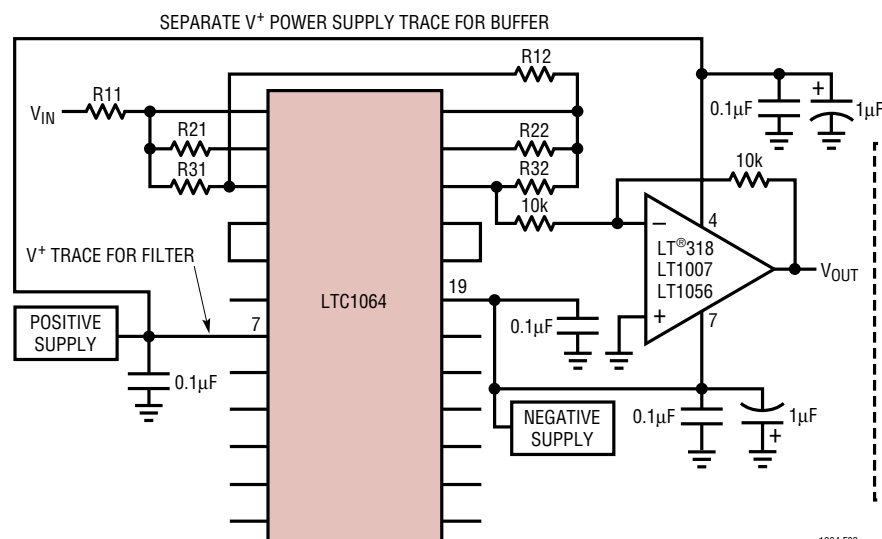 SEPARATE V+ POWER SUPPLY TRACE FOR BUFFER
R12
R11
VIN
0.1µF
+
1µF
R21
R22
R31
R32
10k
10k
4
–
V+ TRACE FOR FILTER
LT®318
LT1007
LT1056
VOUT
LTC1064
19
+
7
POSITIVE
SUPPLY
7
0.1µF
0.1µF
NEGATIVE
SUPPLY
0.1µF
1µF
+